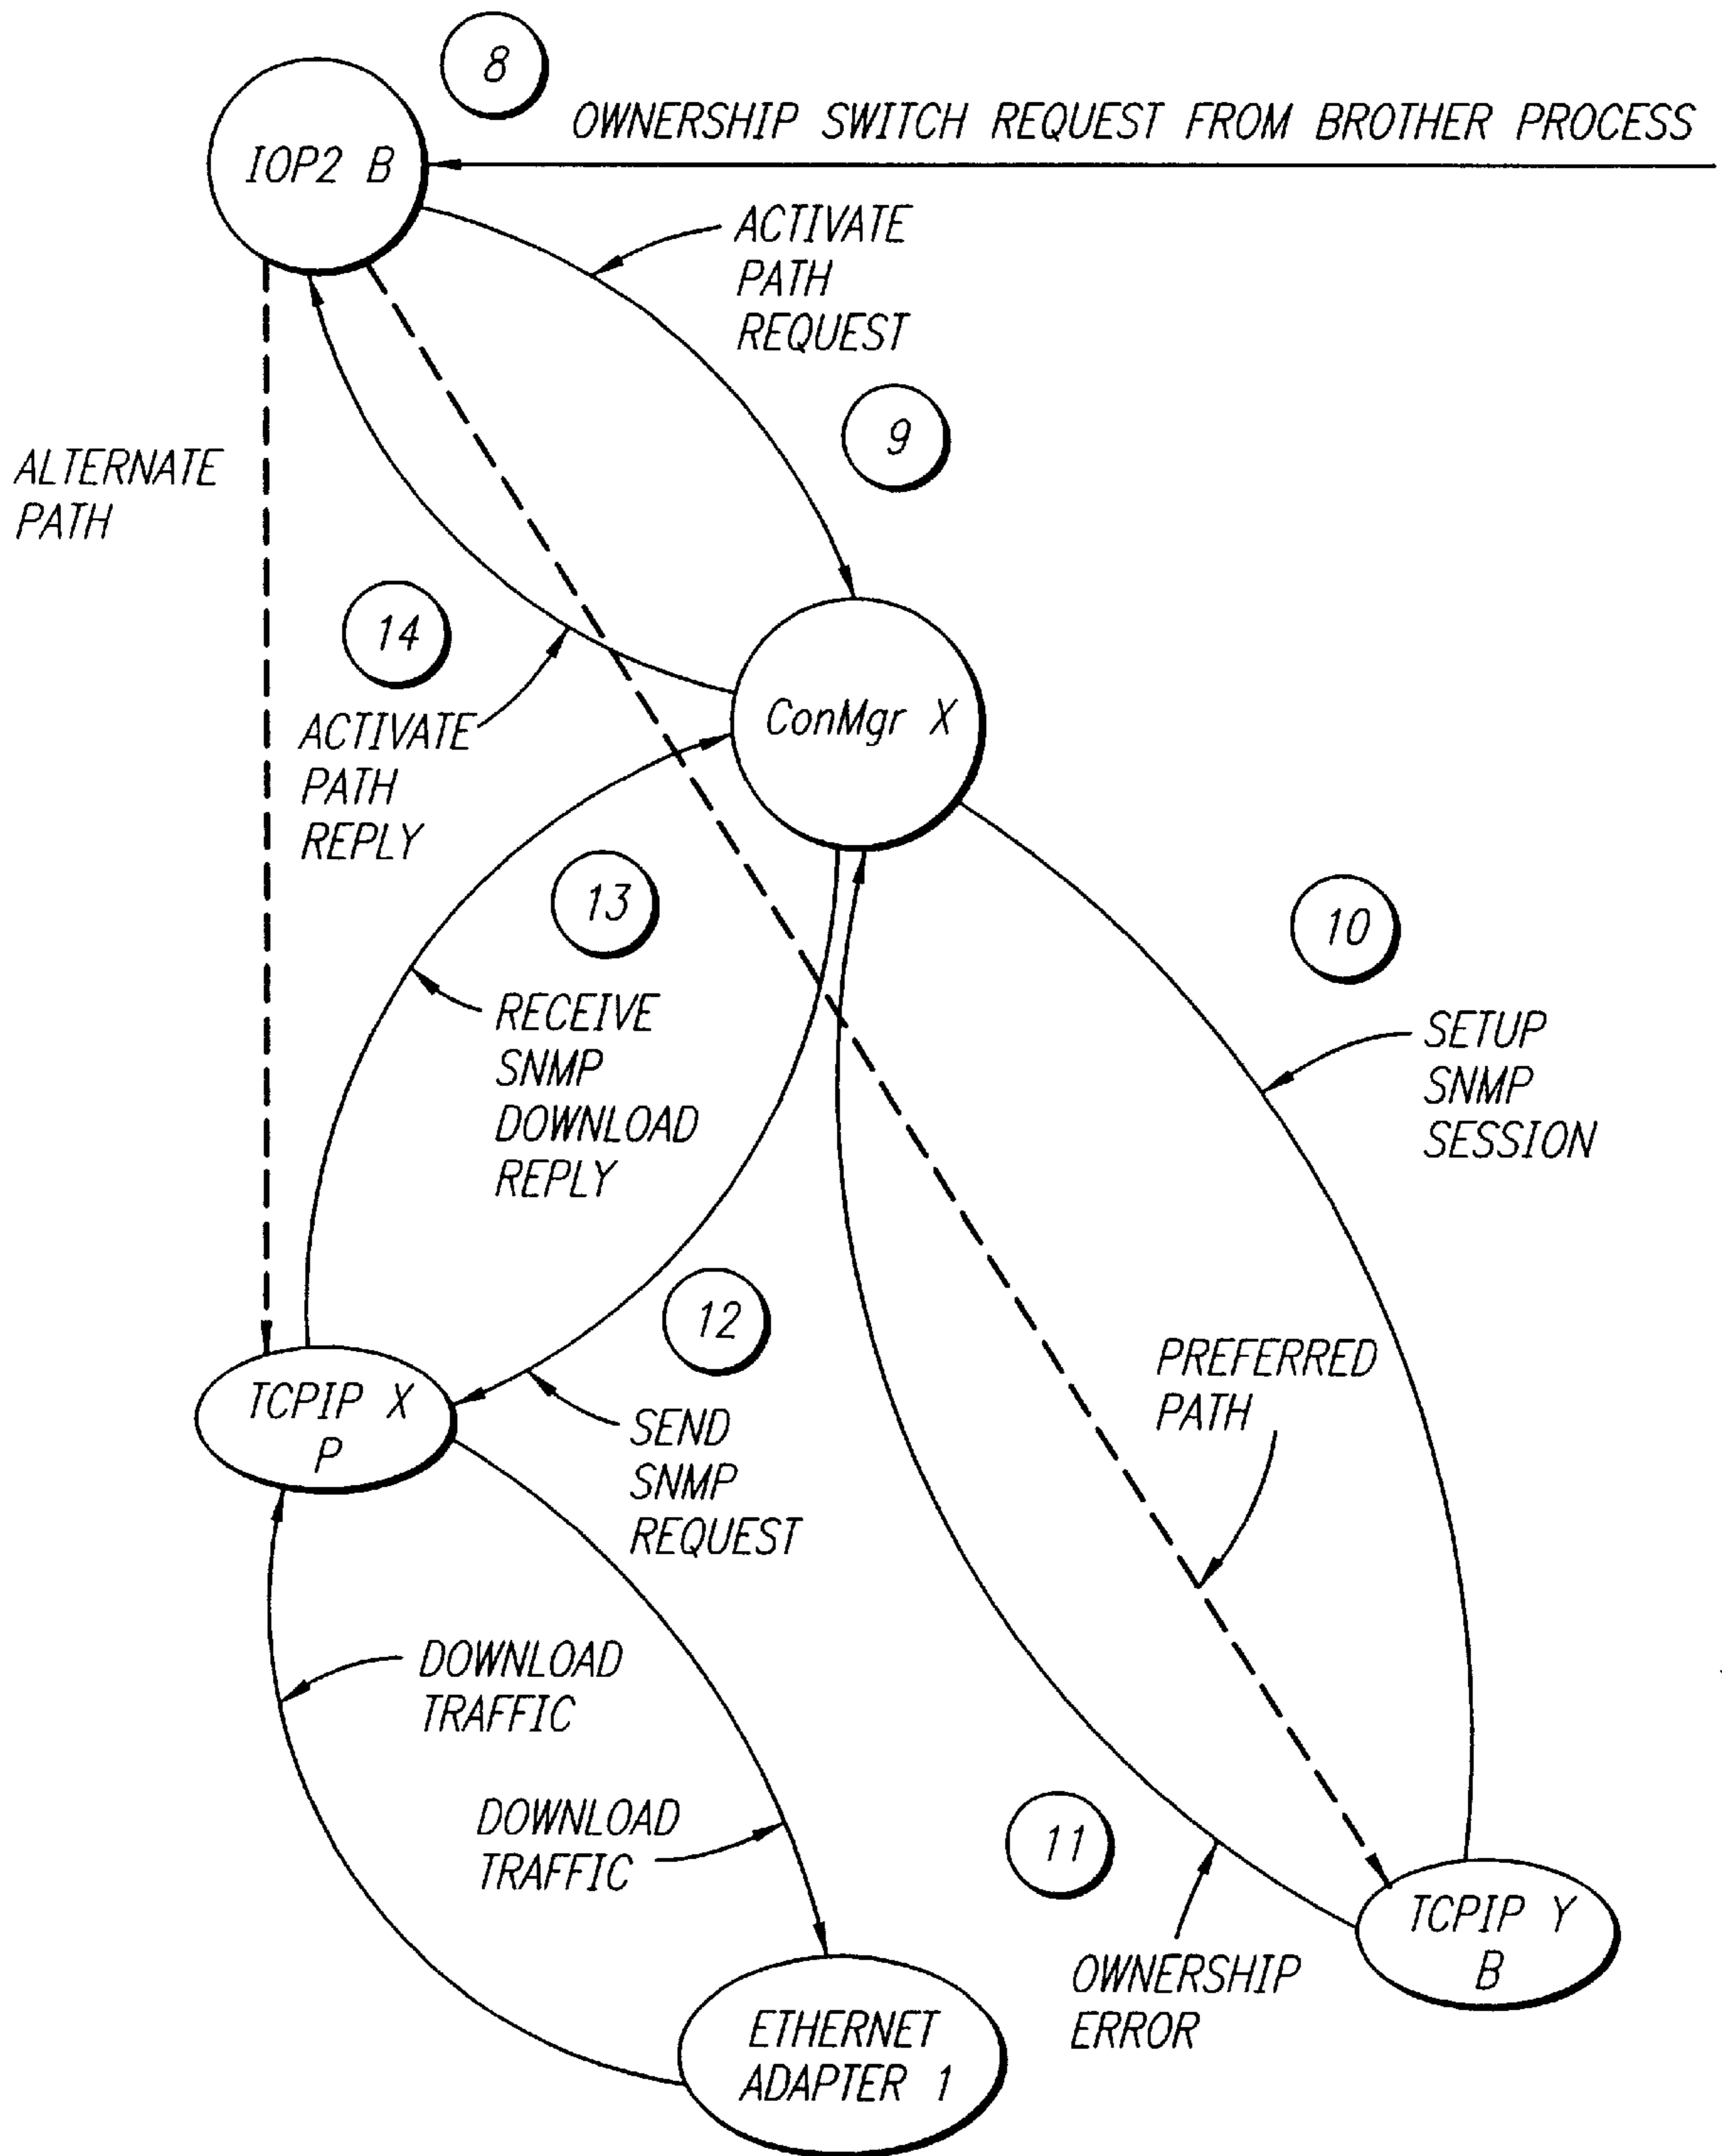 8
OWNERSHIP SWITCH REQUEST FROM BROTHER PROCESS
IOP2 B
ACTIVATE
PATH
REQUEST
9
ALTERNATE
PATH
14
ACTIVATE
PATH
REPLY
ConMgr X
13
10
RECEIVE
SNMP
DOWNLOAD
REPLY
SETUP
SNMP
SESSION
12
PREFERRED
PATH
TCPIP X
P
SEND
SNMP
REQUEST
DOWNLOAD
TRAFFIC
DOWNLOAD
TRAFFIC
11
TCPIP Y
B
OWNERSHIP
ERROR
ETHERNET
ADAPTER 1